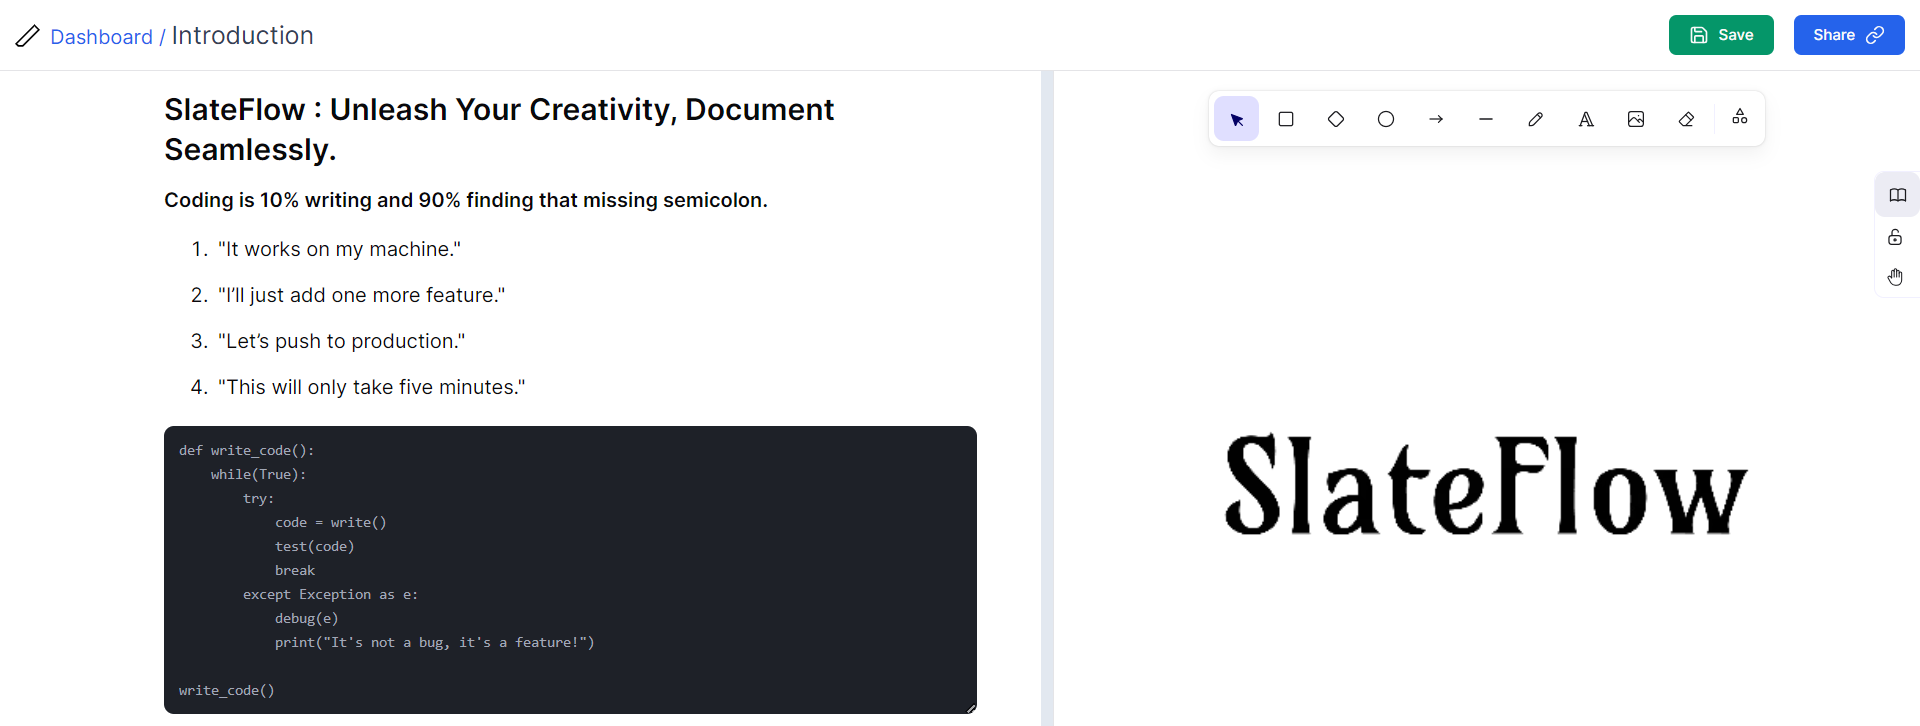 Dashboard / Introduction
Save
Share
SlateFlow : Unleash Your Creativity, Document
Seamlessly.
Coding is 10% writing and 90% finding that missing semicolon.
1. "It works on my machine."
2. "I’ll just add one more feature."
3. "Let’s push to production."
4. "This will only take five minutes."
def write_code():
    while(True):
        try:
            code = write()
            test(code)
            break
        except Exception as e:
            debug(e)
            print("It's not a bug, it's a feature!")
write_code()
SlateFlow